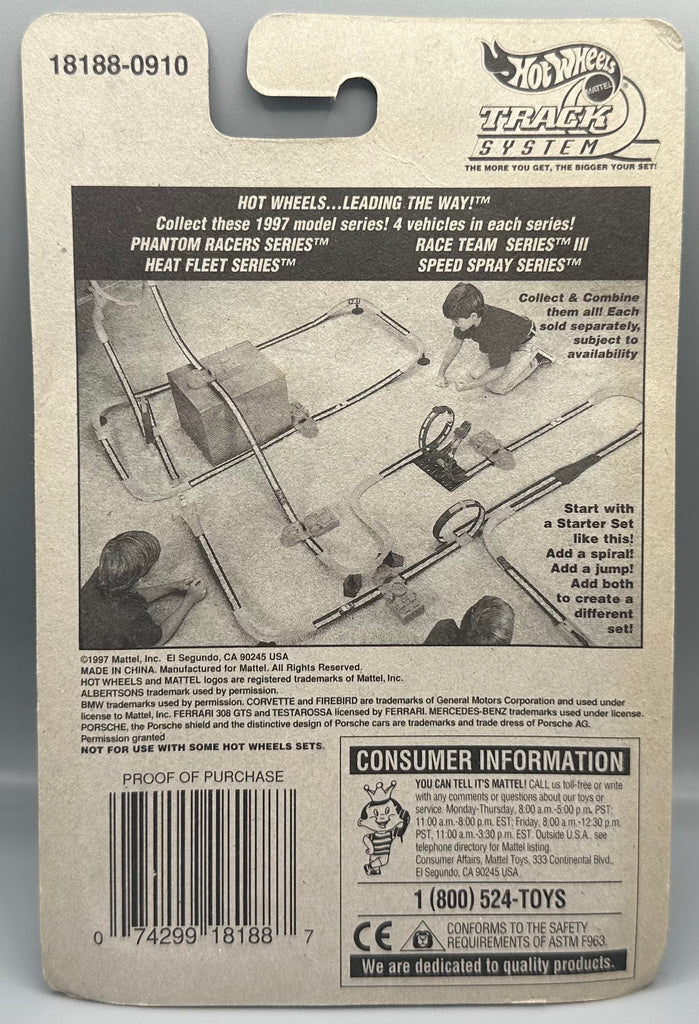 18188-0910
HOT WHEELS
MATTEL
®
TRACK
SYSTEM
THE MORE YOU GET, THE BIGGER YOUR SET!
HOT WHEELS...LEADING THE WAY!™
Collect these 1997 model series! 4 vehicles in each series!
PHANTOM RACERS SERIES™ RACE TEAM SERIES™ III
HEAT FLEET SERIES™ SPEED SPRAY SERIES™
Collect & Combine
them all! Each
sold separately,
subject to
availability
Start with
a Starter Set
like this!
Add a spiral!
Add a jump!
Add both
to create a
different
set!
©1997 Mattel, Inc. El Segundo, CA 90245 USA
MADE IN CHINA. Manufactured for Mattel. All Rights Reserved.
HOT WHEELS and MATTEL logos are registered trademarks of Mattel, Inc.
ALBERTSONS trademark used by permission.
BMW trademarks used by permission. CORVETTE and FIREBIRD are trademarks of General Motors Corporation and used under
license to Mattel, Inc. FERRARI 308 GTS and TESTAROSSA licensed by FERRARI. MERCEDES-BENZ trademarks used under license.
PORSCHE, the Porsche shield and the distinctive design of Porsche cars are trademarks and trade dress of Porsche AG.
Permission granted
NOT FOR USE WITH SOME HOT WHEELS SETS.
PROOF OF PURCHASE
0 74299 18188 7
CONSUMER INFORMATION
YOU CAN TELL IT'S MATTEL! CALL us toll-free or write
with any comments or questions about our toys or
service. Monday-Thursday, 8:00 a.m.-5:00 p.m. PST,
11:00 a.m.-8:00 p.m. EST; Friday, 8:00 a.m.-12:30 p.m.
PST, 11:00 a.m.-3:30 p.m. EST. Outside U.S.A., see
telephone directory for Mattel listing.
Consumer Affairs, Mattel Toys, 333 Continental Blvd.,
El Segundo, CA 90245 USA
1 (800) 524-TOYS
CE
CONFORMS TO THE SAFETY
REQUIREMENTS OF ASTM F963.
We are dedicated to quality products.